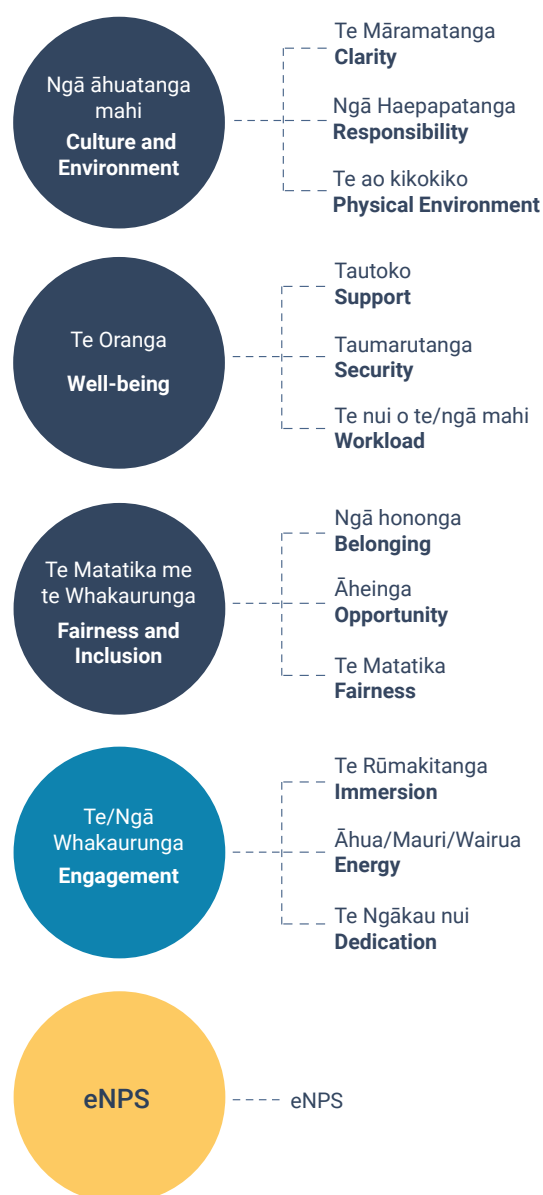 Ngā āhuatanga
mahi
Culture and
Environment
Te Māramatanga
Clarity
Ngā Haepapatanga
Responsibility
Te ao kikokiko
Physical Environment
Te Oranga
Well-being
Tautoko
Support
Taumarutanga
Security
Te nui o te/ngā mahi
Workload
Te Matatika me
te Whakaurunga
Fairness and
Inclusion
Ngā hononga
Belonging
Āheinga
Opportunity
Te Matatika
Fairness
Te/Ngā
Whakaurunga
Engagement
Te Rūmakitanga
Immersion
Āhua/Mauri/Wairua
Energy
Te Ngākau nui
Dedication
eNPS
eNPS